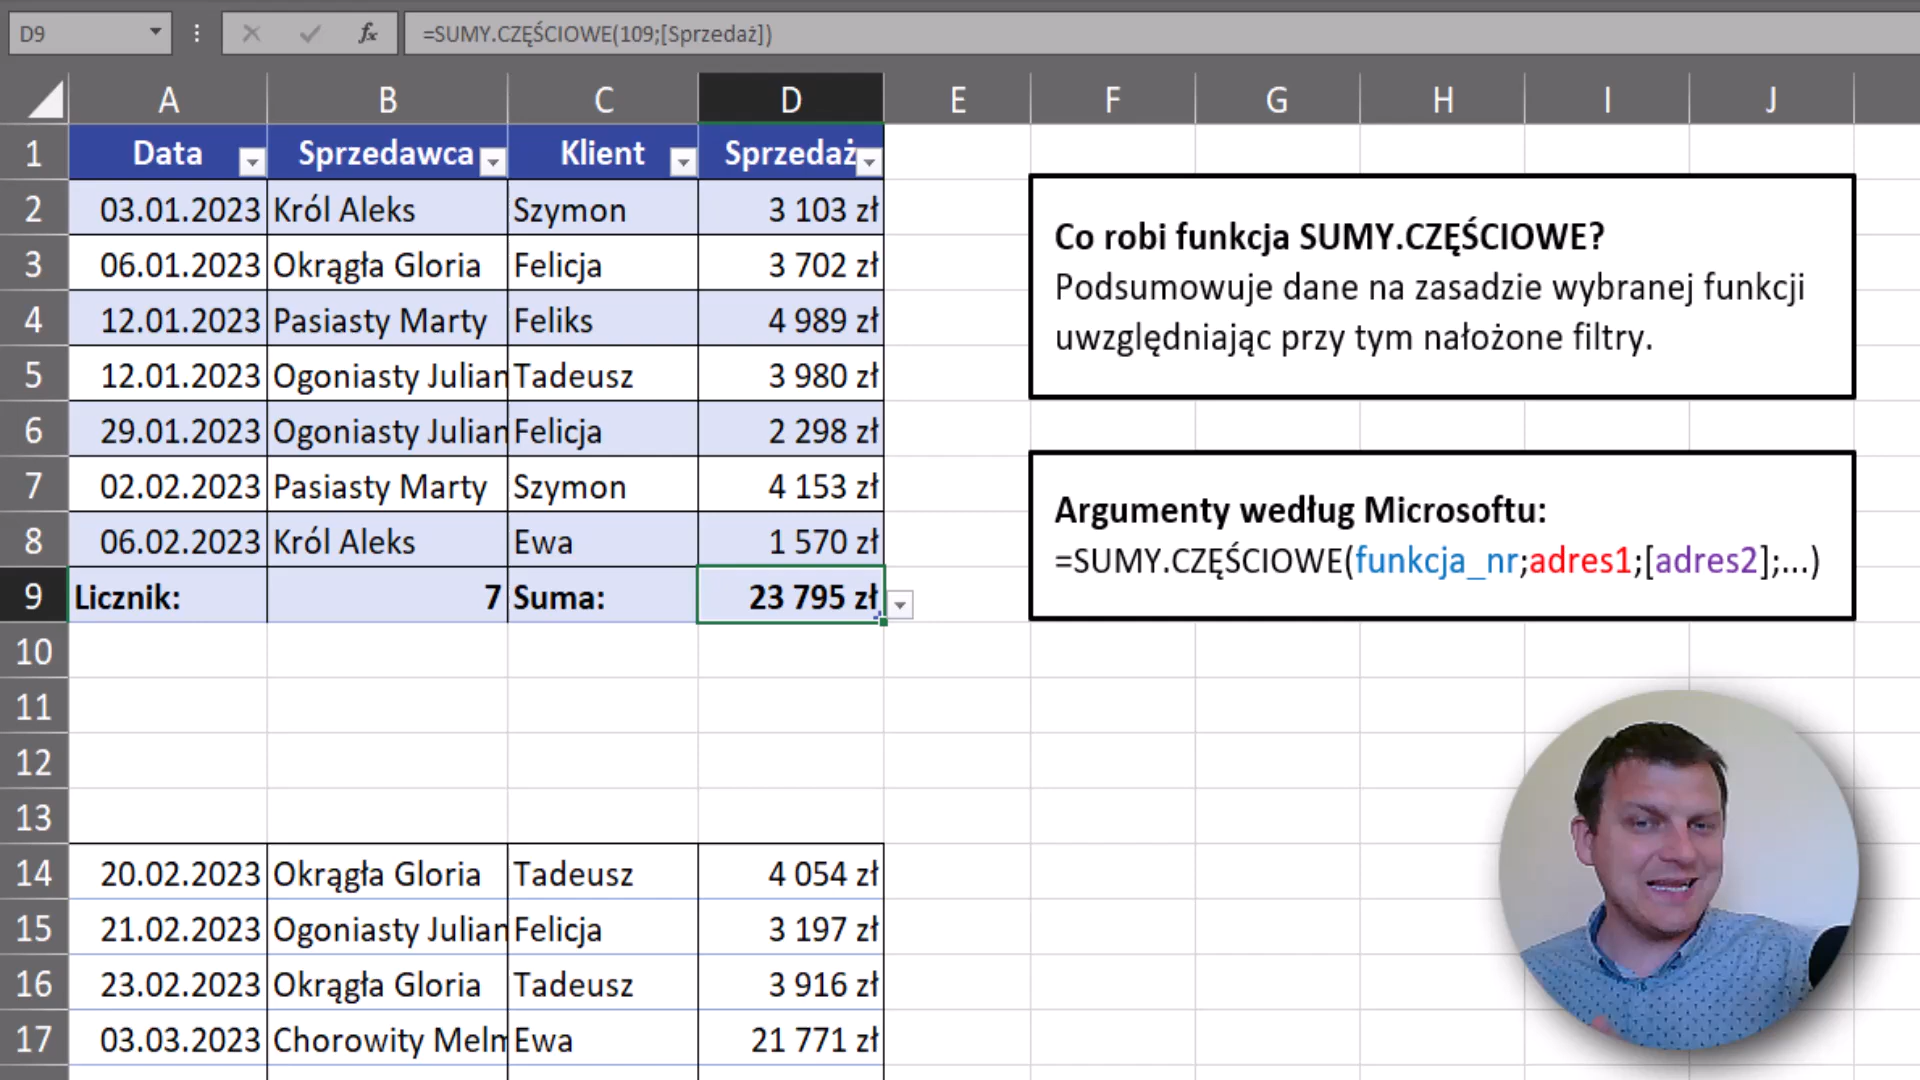 D9 fx =SUMY.CZĘŚCIOWE(109;[Sprzedaż])
A B C D E F G H I J
1 Data Sprzedawca Klient Sprzedaż
2 03.01.2023 Król Aleks Szymon 3 103 zł
3 06.01.2023 Okrągła Gloria Felicja 3 702 zł
4 12.01.2023 Pasiasty Marty Feliks 4 989 zł
5 12.01.2023 Ogoniasty Julian Tadeusz 3 980 zł
6 29.01.2023 Ogoniasty Julian Felicja 2 298 zł
7 02.02.2023 Pasiasty Marty Szymon 4 153 zł
8 06.02.2023 Król Aleks Ewa 1 570 zł
9 Licznik: 7 Suma: 23 795 zł
10
11
12
13
14 20.02.2023 Okrągła Gloria Tadeusz 4 054 zł
15 21.02.2023 Ogoniasty Julian Felicja 3 197 zł
16 23.02.2023 Okrągła Gloria Tadeusz 3 916 zł
17 03.03.2023 Chorowity Melm Ewa 21 771 zł
Co robi funkcja SUMY.CZĘŚCIOWE?
Podsumowuje dane na zasadzie wybranej funkcji
uwzględniając przy tym nałożone filtry.
Argumenty według Microsoftu:
=SUMY.CZĘŚCIOWE(funkcja_nr;adres1;[adres2];...)